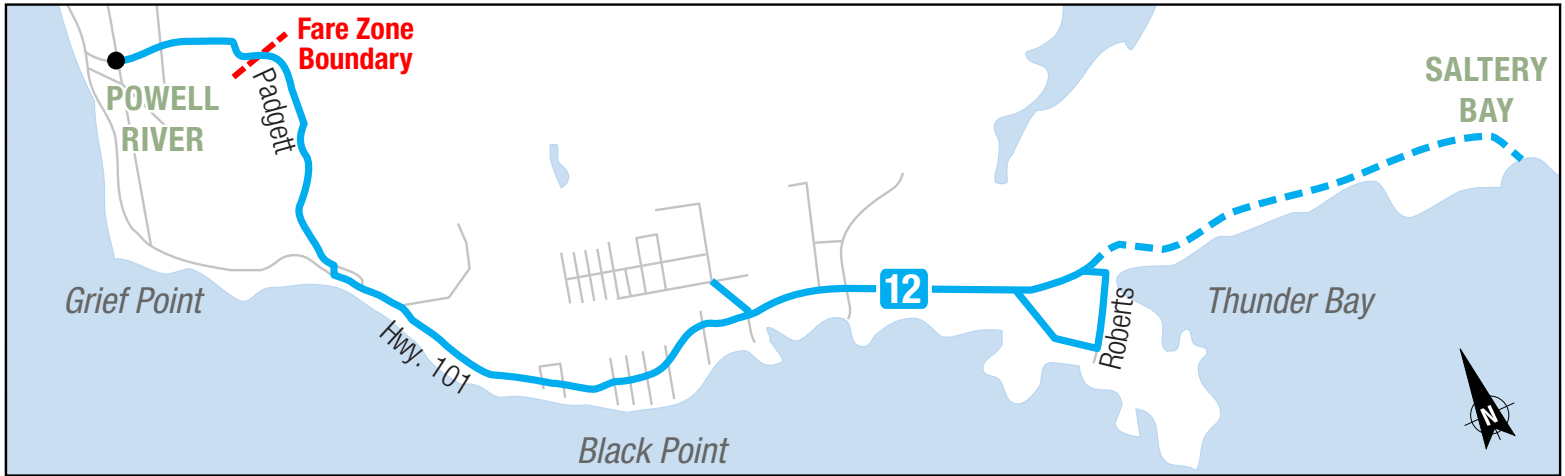 Fare Zone
Boundary
POWELL
RIVER
Padgett
SALTERY
BAY
Grief Point
Hwy. 101
12
Roberts
Thunder Bay
Black Point
N